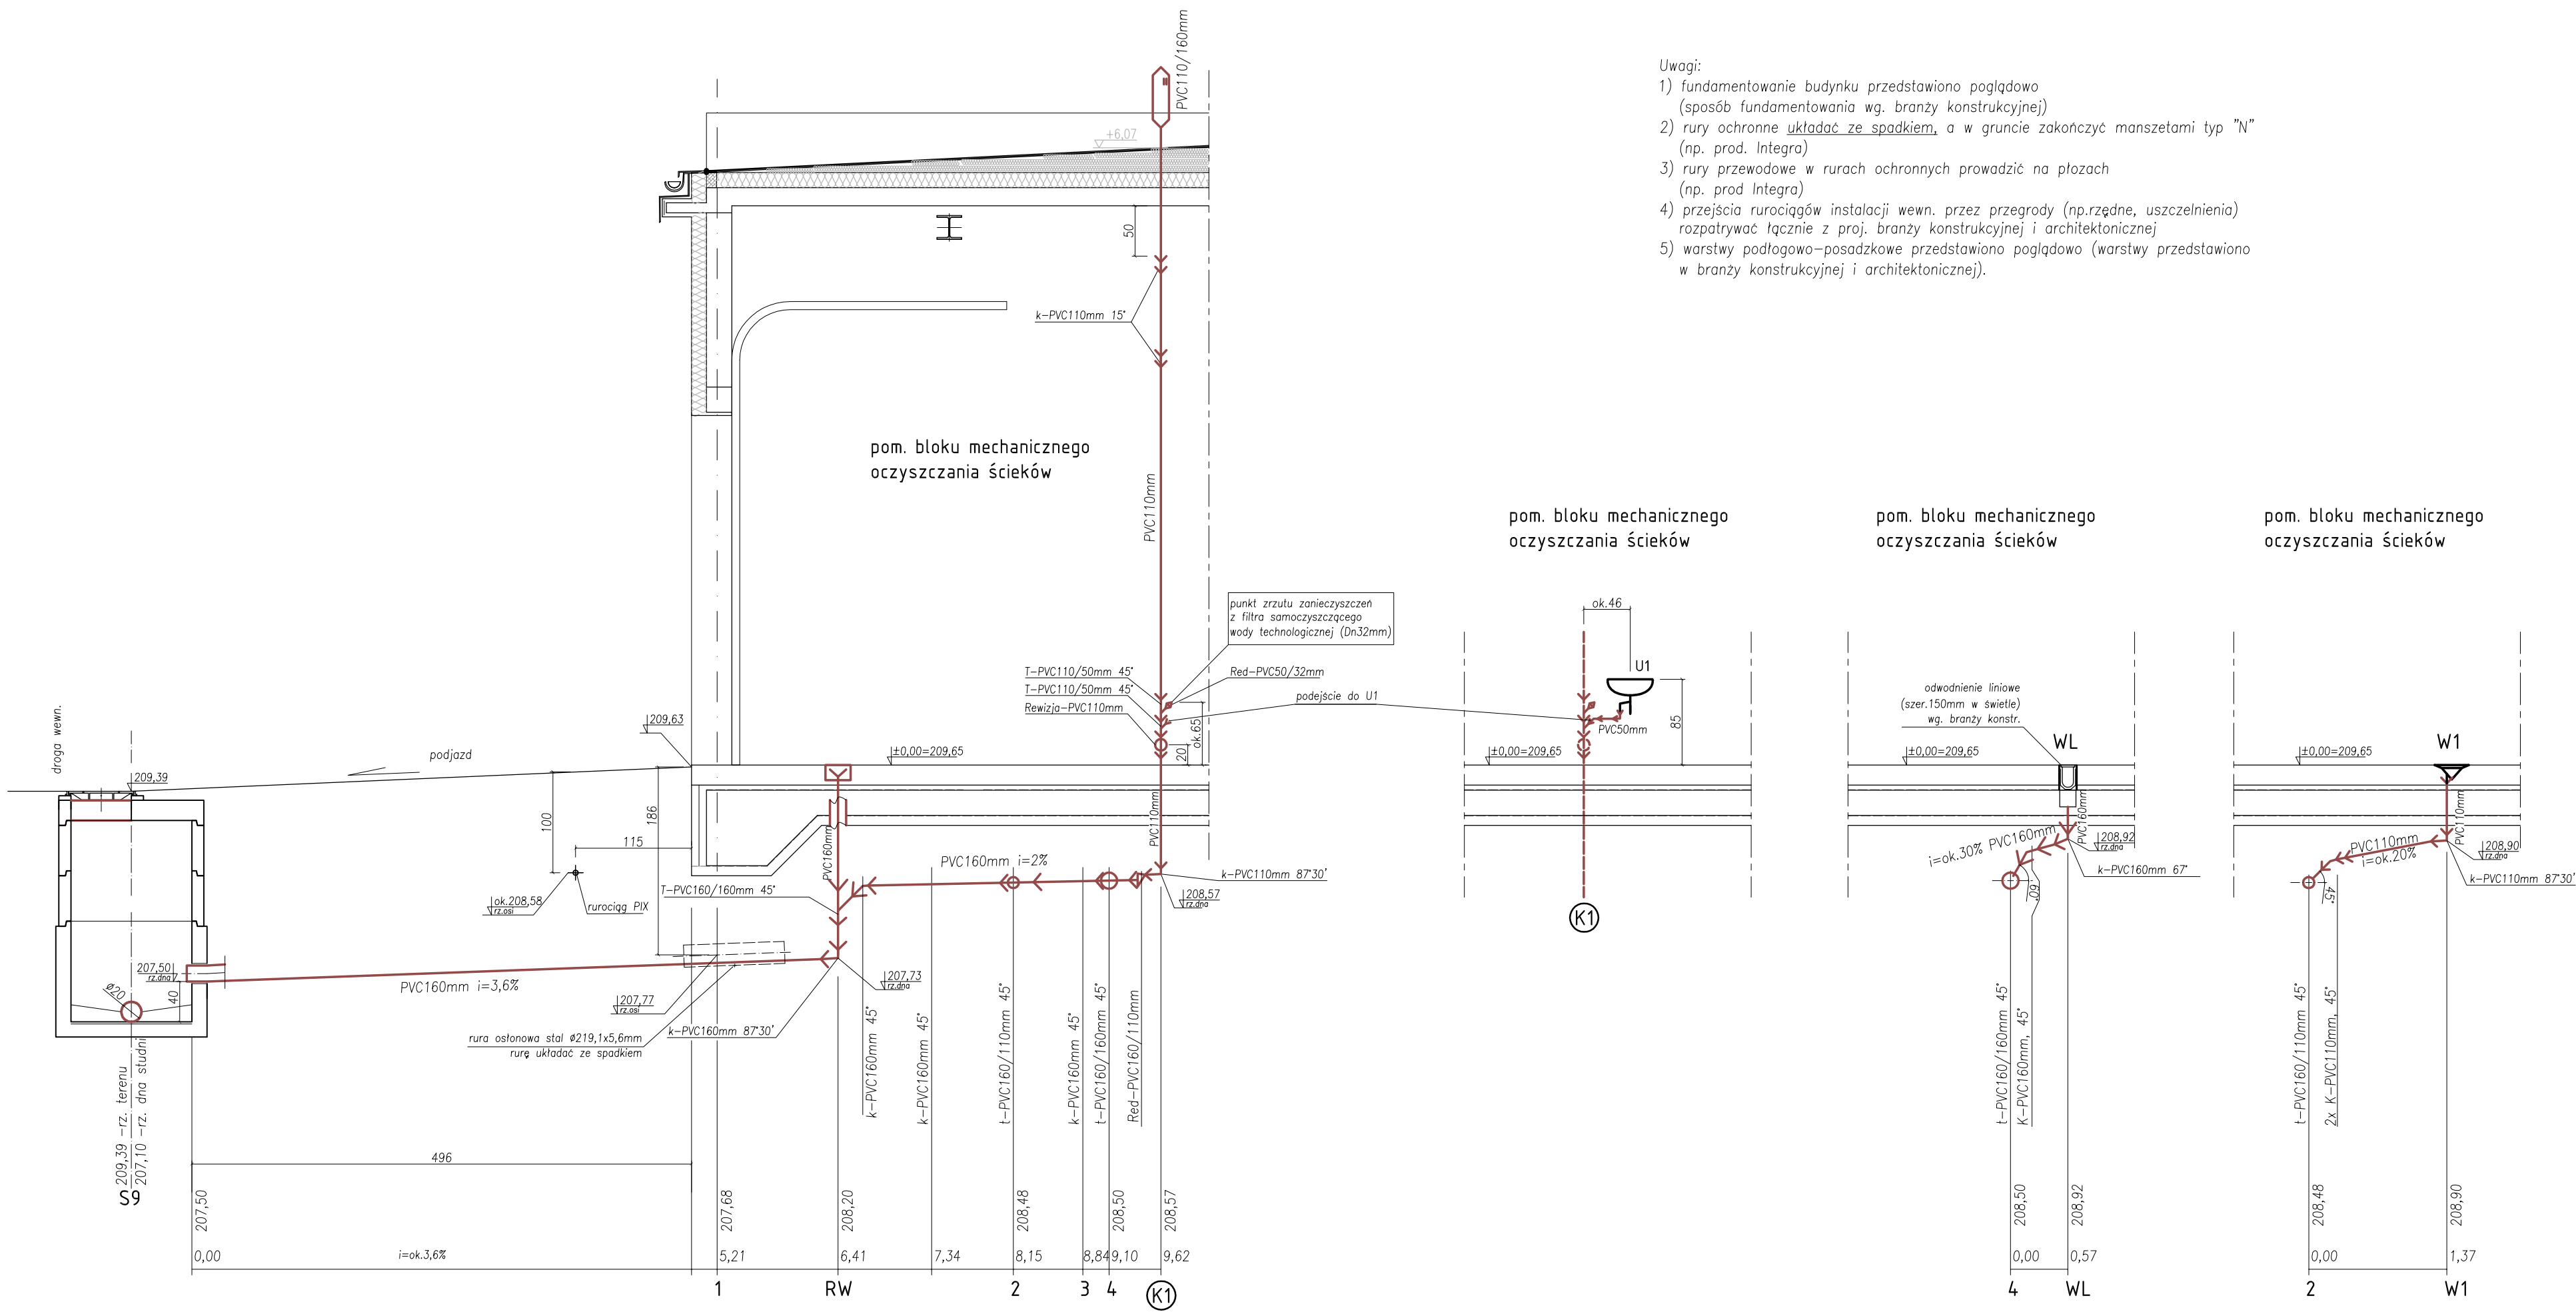 PVC110/160mm
Uwagi:
1) fundamentowanie budynku przedstawiono poglądowo
(sposób fundamentowania wg. branży konstrukcyjnej)
2) rury ochronne układać ze spadkiem, a w gruncie zakończyć manszetami typ "N"
(np. prod. Integra)
3) rury przewodowe w rurach ochronnych prowadzić na płozach
(np. prod Integra)
4) przejścia rurociągów instalacji wewn. przez przegrody (np.rzędne, uszczelnienia)
rozpatrywać łącznie z proj. branży konstrukcyjnej i architektonicznej
5) warstwy podłogowo-posadzkowe przedstawiono poglądowo (warstwy przedstawiono
w branży konstrukcyjnej i architektonicznej).
+6,07
50
k-PVC110mm 15°
pom. bloku mechanicznego
oczyszczania ścieków
PVC110mm
punkt zrzutu zanieczyszczeń
z filtra samoczyszczącego
wody technologicznej (Dn32mm)
T-PVC110/50mm 45°
T-PVC110/50mm 45°
Rewizja-PVC110mm
Red-PVC50/32mm
podejście do U1
ok.65
20
droga wewn.
209,39
podjazd
209,63
±0,00=209,65
100
186
115
ok.208,58
rz.osi
rurociąg PIX
PVC160mm
T-PVC160/160mm 45°
PVC160mm i=2%
PVC110mm
k-PVC110mm 87°30'
208,57
rz.dna
207,50
rz.dna
Ø20
40
PVC160mm i=3,6%
207,77
rz.osi
207,73
rz.dna
k-PVC160mm 87°30'
rura osłonowa stal Ø219,1x5,6mm
rurę układać ze spadkiem
k-PVC160mm 45°
k-PVC160mm 45°
t-PVC160/110mm 45°
k-PVC160mm 45°
t-PVC160/160mm 45°
Red-PVC160/110mm
209,39 -rz. terenu
207,10 -rz. dna studni
S9
496
207,50
207,68
208,20
208,48
208,50
208,57
0,00
i=ok.3,6%
5,21
6,41
7,34
8,15
8,84
9,10
9,62
1
RW
2
3
4
K1
pom. bloku mechanicznego
oczyszczania ścieków
ok.46
U1
85
PVC50mm
±0,00=209,65
K1
pom. bloku mechanicznego
oczyszczania ścieków
odwodnienie liniowe
(szer.150mm w świetle)
wg. branży konstr.
WL
±0,00=209,65
PVC160mm
i=ok.30% PVC160mm
208,92
rz.dna
k-PVC160mm 67°
60°
t-PVC160/160mm 45°
K-PVC160mm, 45°
208,50
208,92
0,00
0,57
4
WL
pom. bloku mechanicznego
oczyszczania ścieków
W1
±0,00=209,65
PVC110mm
PVC110mm
i=ok.20%
208,90
rz.dna
k-PVC110mm 87°30'
45°
t-PVC160/110mm 45°
2x K-PVC110mm, 45°
208,48
208,90
0,00
1,37
2
W1